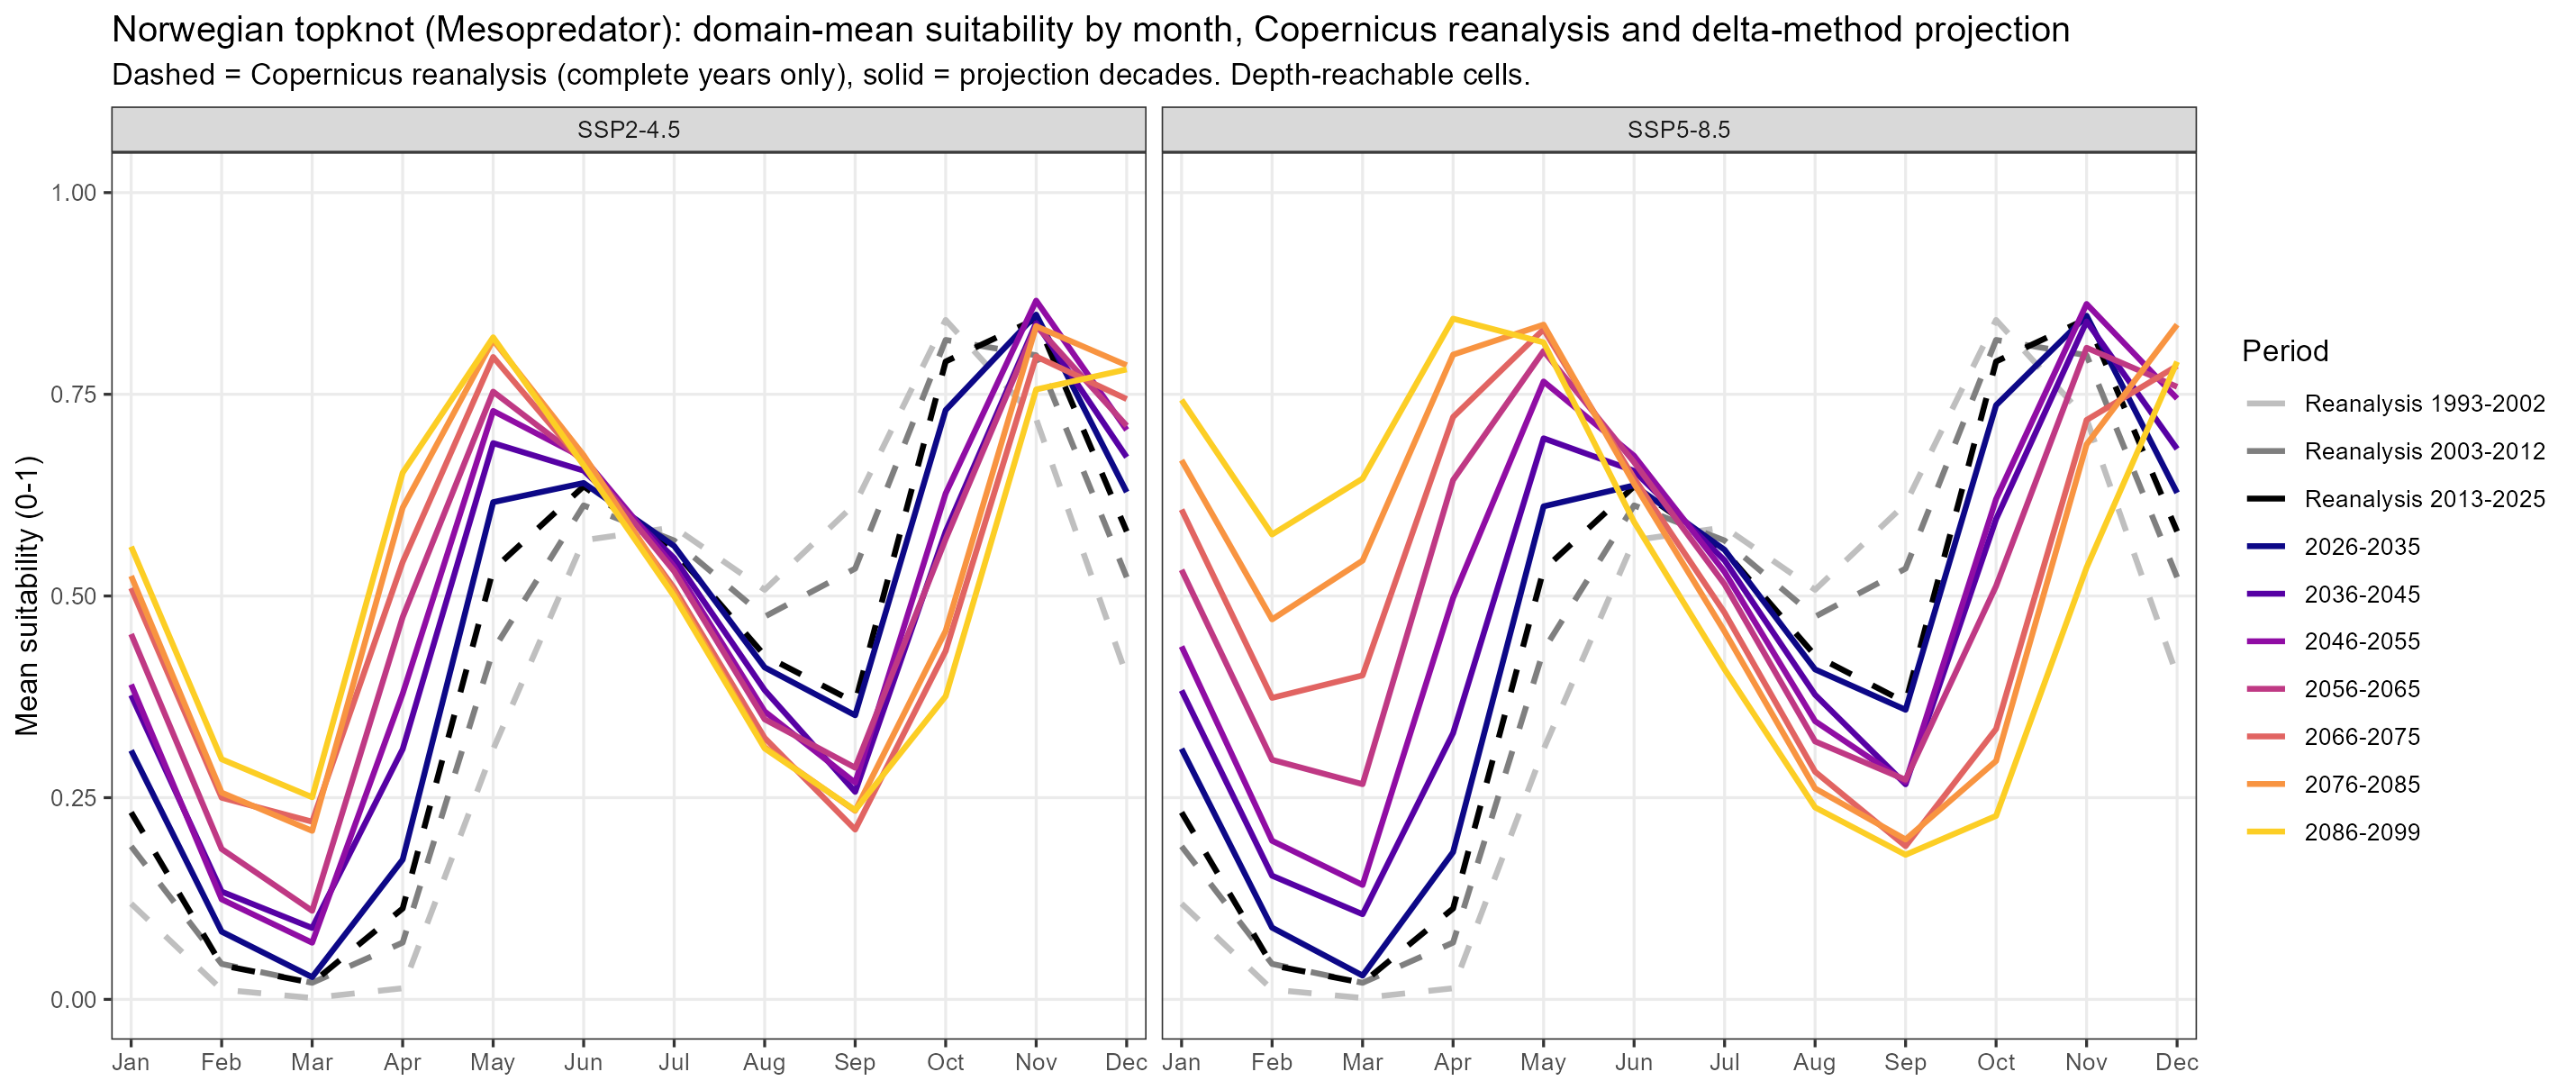 Norwegian topknot (Mesopredator): domain-mean suitability by month, Copernicus reanalysis and delta-method projection
Dashed = Copernicus reanalysis (complete years only), solid = projection decades. Depth-reachable cells.
SSP2-4.5
SSP5-8.5
Mean suitability (0-1)
1.00
0.75
0.50
0.25
0.00
Jan Feb Mar Apr May Jun Jul Aug Sep Oct Nov Dec
Jan Feb Mar Apr May Jun Jul Aug Sep Oct Nov Dec
Period
Reanalysis 1993-2002
Reanalysis 2003-2012
Reanalysis 2013-2025
2026-2035
2036-2045
2046-2055
2056-2065
2066-2075
2076-2085
2086-2099